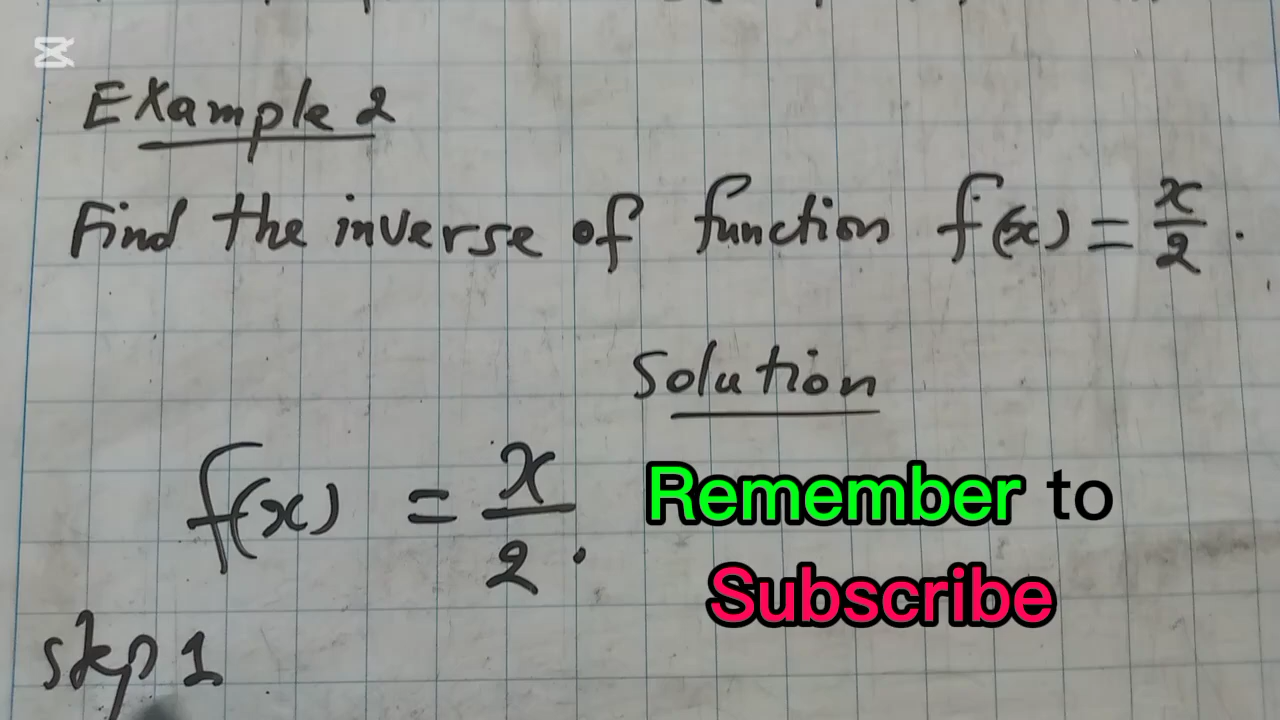 Example 2
Find the inverse of function f(x) = x/2.
Solution
f(x) = x/2.
Remember to
Subscribe
Step 1